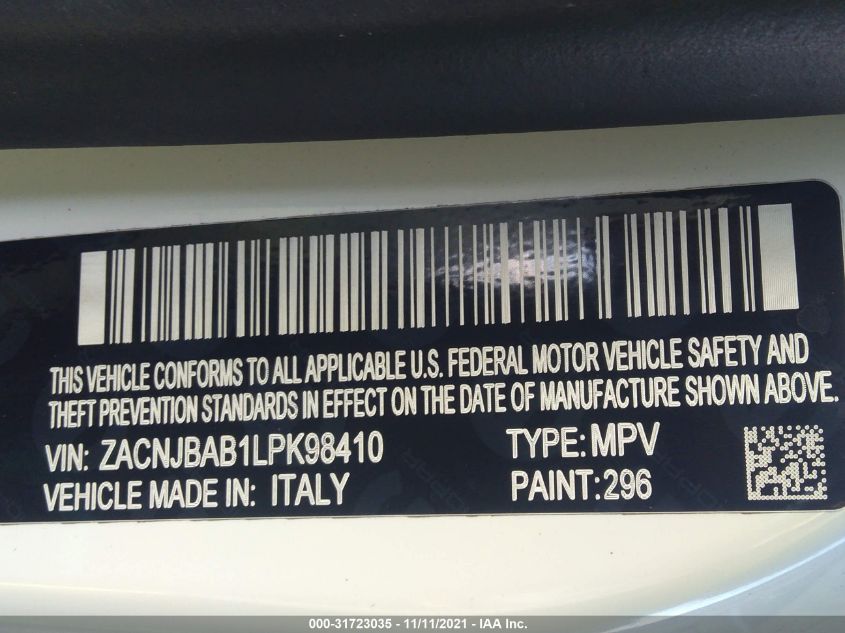 THIS VEHICLE CONFORMS TO ALL APPLICABLE U.S. FEDERAL MOTOR VEHICLE SAFETY AND
THEFT PREVENTION STANDARDS IN EFFECT ON THE DATE OF MANUFACTURE SHOWN ABOVE.
VIN: ZACNJBAB1LPK98410 TYPE: MPV
VEHICLE MADE IN: ITALY PAINT: 296
000-31723035 - 11/11/2021 - IAA Inc.